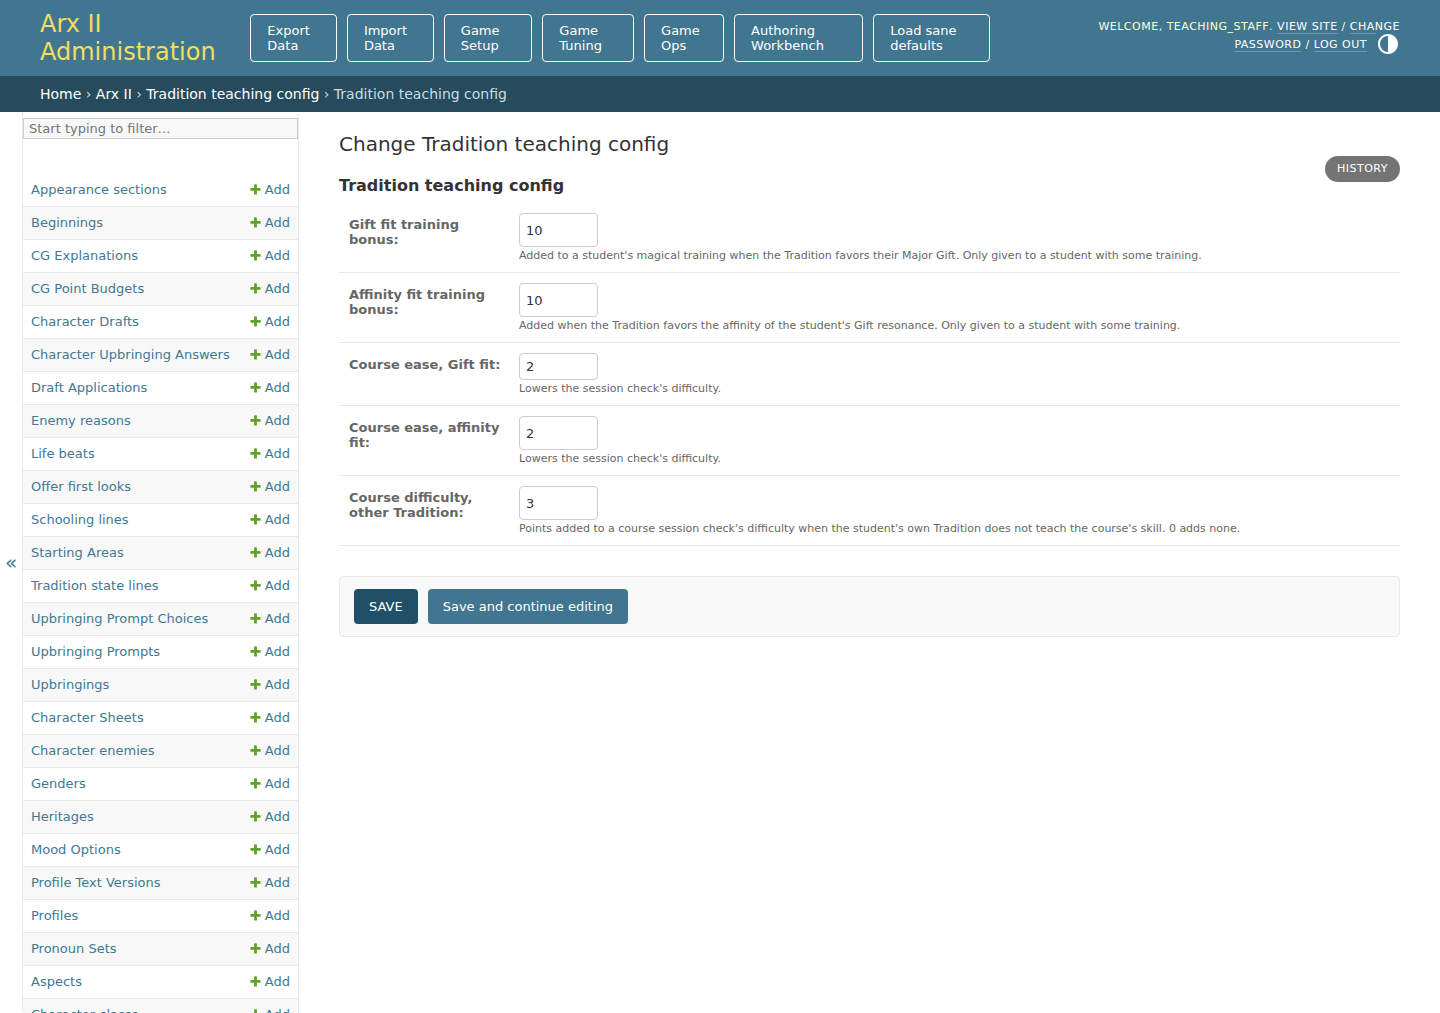 Arx II
Administration
Export
Data
Import
Data
Game
Setup
Game
Tuning
Game
Ops
Authoring
Workbench
Load sane
defaults
WELCOME, TEACHING_STAFF. VIEW SITE / CHANGE
PASSWORD / LOG OUT
Home › Arx II › Tradition teaching config › Tradition teaching config
Start typing to filter…
Appearance sections Add
Beginnings Add
CG Explanations Add
CG Point Budgets Add
Character Drafts Add
Character Upbringing Answers Add
Draft Applications Add
Enemy reasons Add
Life beats Add
Offer first looks Add
Schooling lines Add
Starting Areas Add
Tradition state lines Add
Upbringing Prompt Choices Add
Upbringing Prompts Add
Upbringings Add
Character Sheets Add
Character enemies Add
Genders Add
Heritages Add
Mood Options Add
Profile Text Versions Add
Profiles Add
Pronoun Sets Add
Aspects Add
«
Change Tradition teaching config
HISTORY
Tradition teaching config
Gift fit training
bonus:
10
Added to a student's magical training when the Tradition favors their Major Gift. Only given to a student with some training.
Affinity fit training
bonus:
10
Added when the Tradition favors the affinity of the student's Gift resonance. Only given to a student with some training.
Course ease, Gift fit:
2
Lowers the session check's difficulty.
Course ease, affinity
fit:
2
Lowers the session check's difficulty.
Course difficulty,
other Tradition:
3
Points added to a course session check's difficulty when the student's own Tradition does not teach the course's skill. 0 adds none.
SAVE
Save and continue editing